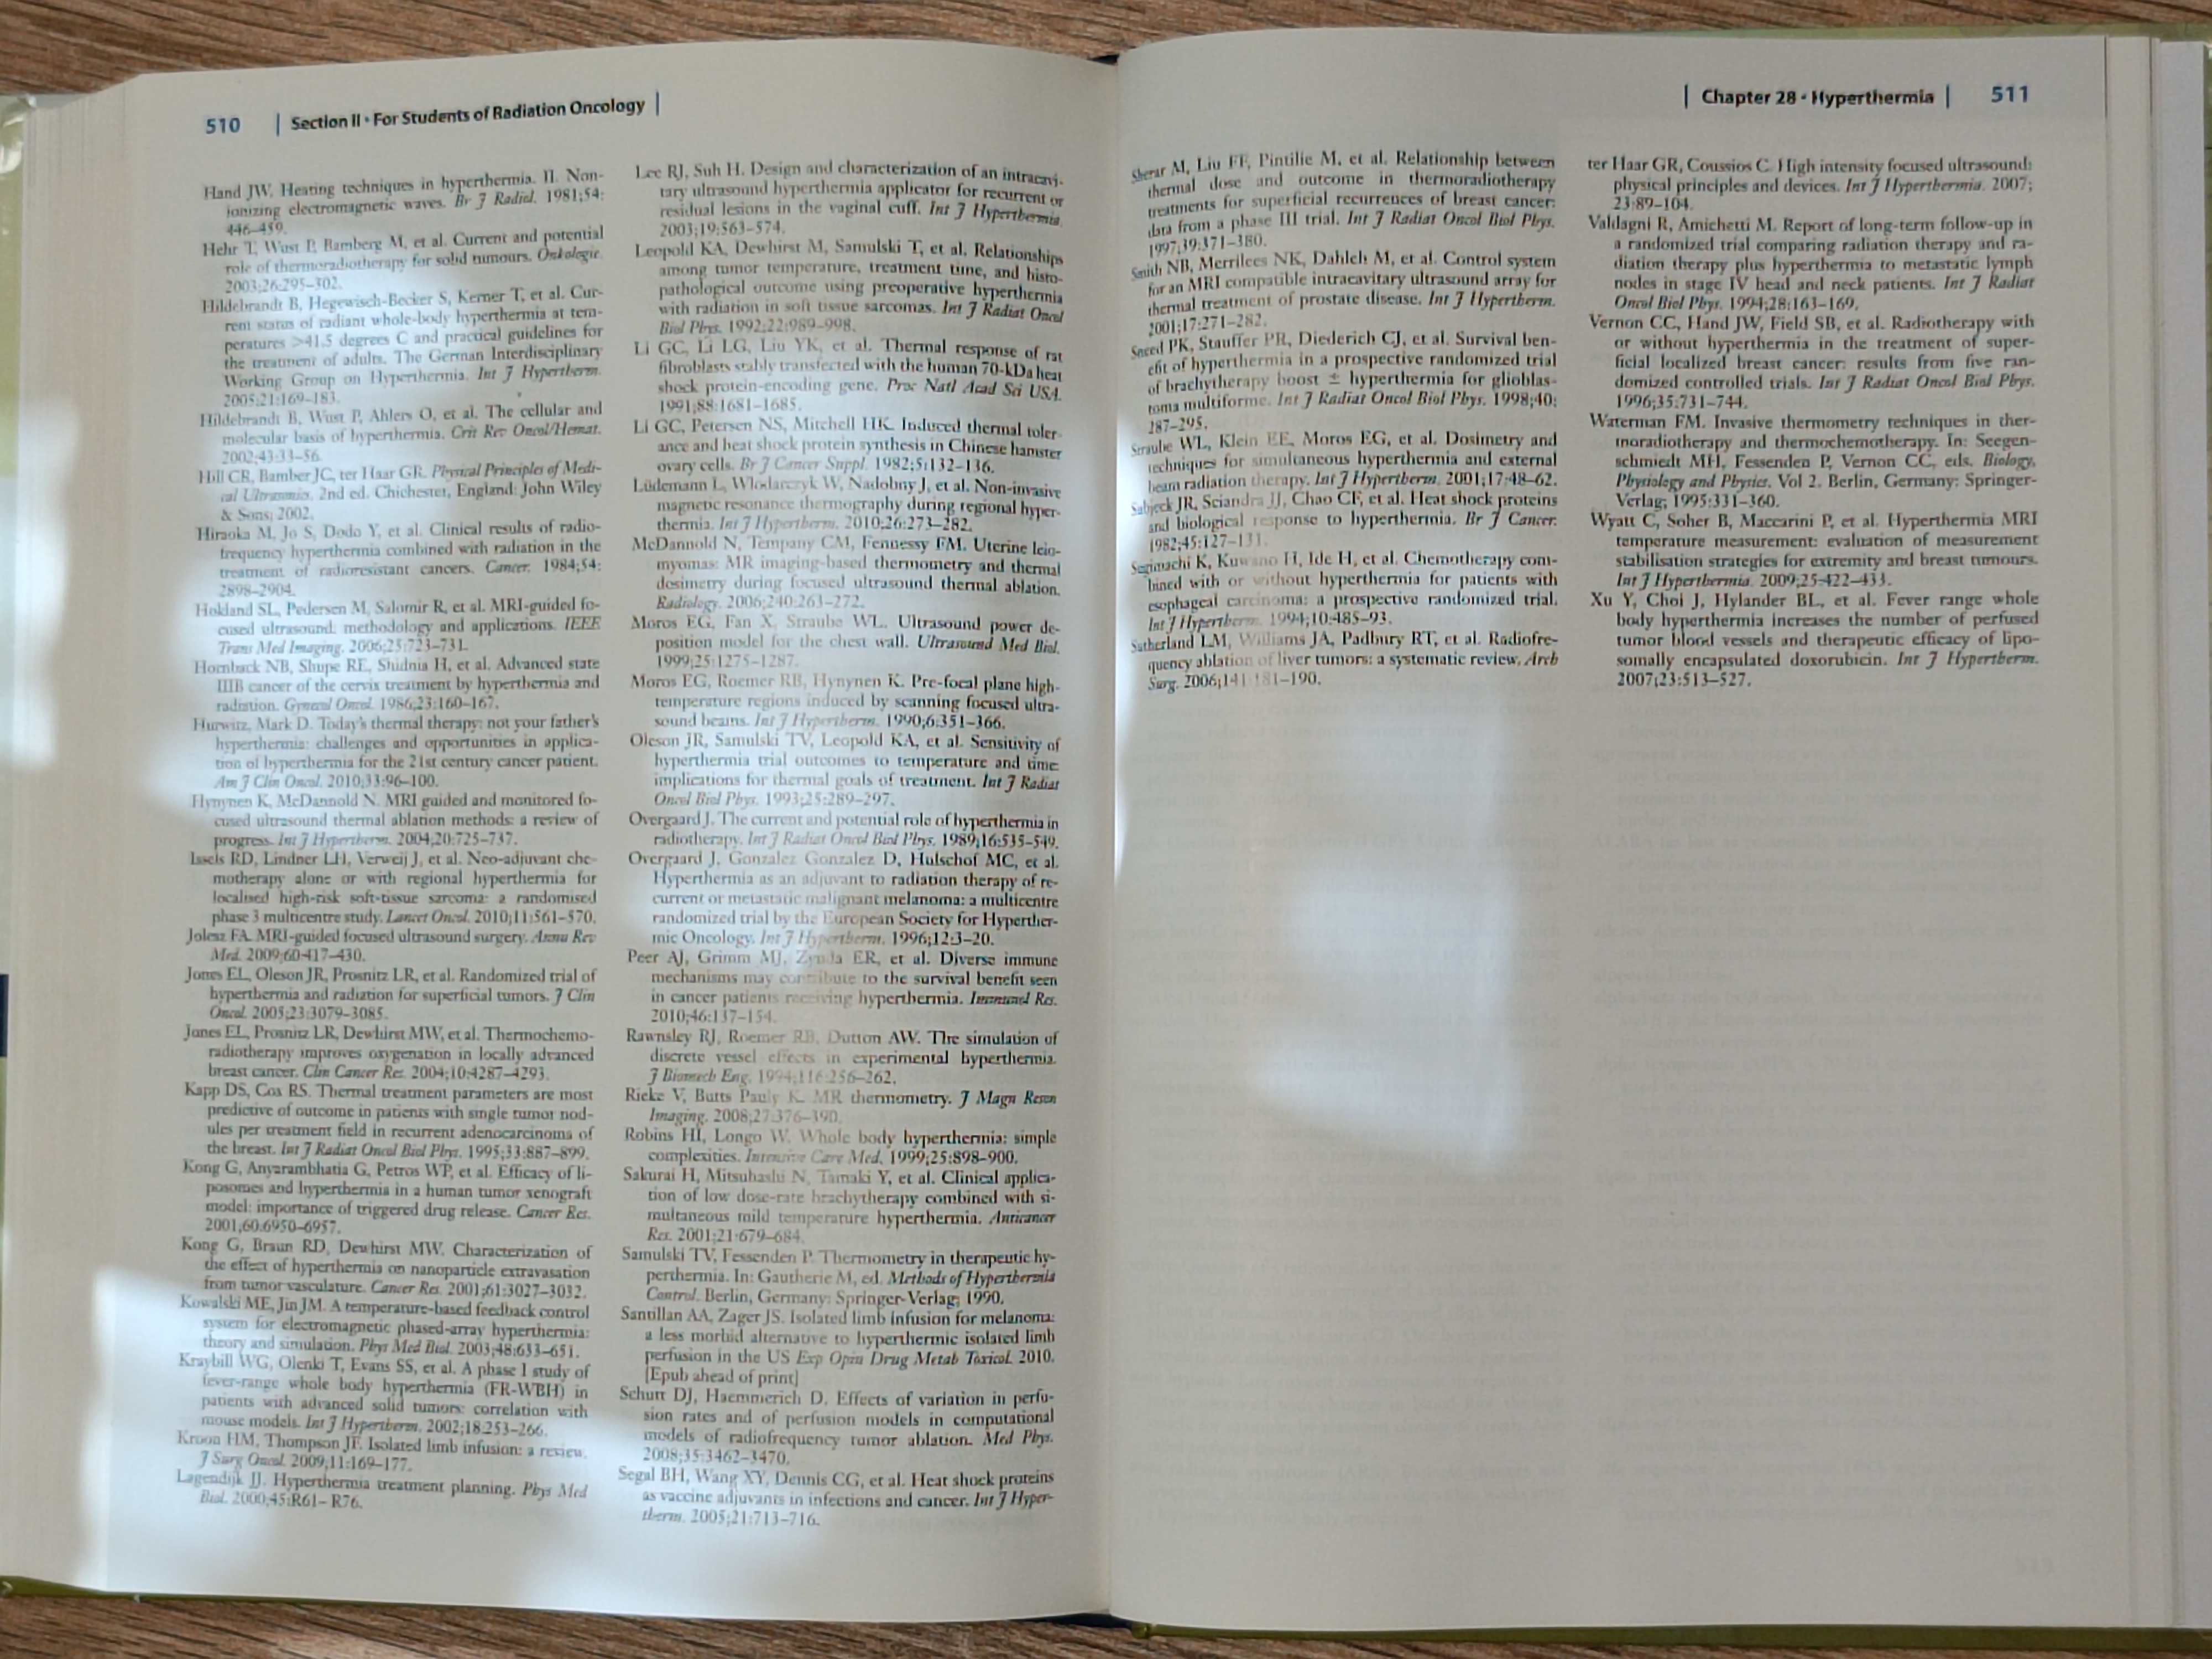 510 | Section II • For Students of Radiation Oncology |
Hand JW. Heating techniques in hyperthermia. II. Non-
ionizing electromagnetic waves. Br J Radiol. 1981;54:
446–459.
Hehr T, Wust P, Bamberg M, et al. Current and potential
role of thermoradiotherapy for solid tumours. Onkologie.
2003;26:295–302.
Hildebrandt B, Hegewisch-Becker S, Kerner T, et al. Cur-
rent status of radiant whole-body hyperthermia at tem-
peratures >41.5 degrees C and practical guidelines for
the treatment of adults. The German Interdisciplinary
Working Group on Hyperthermia. Int J Hypertherm.
2005;21:169–183.
Hildebrandt B, Wust P, Ahlers O, et al. The cellular and
molecular basis of hyperthermia. Crit Rev Oncol/Hemat.
2002;43:33–56.
Hill CR, Bamber JC, ter Haar GR. Physical Principles of Medi-
cal Ultrasonics. 2nd ed. Chichester, England: John Wiley
& Sons; 2002.
Hiraoka M, Jo S, Dodo Y, et al. Clinical results of radio-
frequency hyperthermia combined with radiation in the
treatment of radioresistant cancers. Cancer. 1984;54:
2898–2904.
Hokland SL, Pedersen M, Salomir R, et al. MRI-guided fo-
cused ultrasound: methodology and applications. IEEE
Trans Med Imaging. 2006;25:723–731.
Hornback NB, Shupe RE, Shidnia H, et al. Advanced state
IIIB cancer of the cervix treatment by hyperthermia and
radiation. Gynecol Oncol. 1986;23:160–167.
Hurwitz, Mark D. Today's thermal therapy: not your father's
hyperthermia: challenges and opportunities in applica-
tion of hyperthermia for the 21st century cancer patient.
Am J Clin Oncol. 2010;33:96–100.
Hynynen K, McDannold N. MRI guided and monitored fo-
cused ultrasound thermal ablation methods: a review of
progress. Int J Hypertherm. 2004;20:725–737.
Issels RD, Lindner LH, Verweij J, et al. Neo-adjuvant che-
motherapy alone or with regional hyperthermia for
localised high-risk soft-tissue sarcoma: a randomised
phase 3 multicentre study. Lancet Oncol. 2010;11:561–570.
Jolesz FA. MRI-guided focused ultrasound surgery. Annu Rev
Med. 2009;60:417–430.
Jones EL, Oleson JR, Prosnitz LR, et al. Randomized trial of
hyperthermia and radiation for superficial tumors. J Clin
Oncol. 2005;23:3079–3085.
Jones EL, Prosnitz LR, Dewhirst MW, et al. Thermochemo-
radiotherapy improves oxygenation in locally advanced
breast cancer. Clin Cancer Res. 2004;10:4287–4293.
Kapp DS, Cox RS. Thermal treatment parameters are most
predictive of outcome in patients with single tumor nod-
ules per treatment field in recurrent adenocarcinoma of
the breast. Int J Radiat Oncol Biol Phys. 1995;33:887–899.
Kong G, Anyarambhatla G, Petros WP, et al. Efficacy of li-
posomes and hyperthermia in a human tumor xenograft
model: importance of triggered drug release. Cancer Res.
2001;60:6950–6957.
Kong G, Braun RD, Dewhirst MW. Characterization of
the effect of hyperthermia on nanoparticle extravasation
from tumor vasculature. Cancer Res. 2001;61:3027–3032.
Kowalski ME, Jin JM. A temperature-based feedback control
system for electromagnetic phased-array hyperthermia:
theory and simulation. Phys Med Biol. 2003;48:633–651.
Kraybill WG, Olenki T, Evans SS, et al. A phase I study of
fever-range whole body hyperthermia (FR-WBH) in
patients with advanced solid tumors: correlation with
mouse models. Int J Hypertherm. 2002;18:253–266.
Kroon HM, Thompson JF. Isolated limb infusion: a review.
J Surg Oncol. 2009;11:169–177.
Lagendijk JJ. Hyperthermia treatment planning. Phys Med
Biol. 2000;45:R61– R76.
Lee RJ, Suh H. Design and characterization of an intracavi-
tary ultrasound hyperthermia applicator for recurrent or
residual lesions in the vaginal cuff. Int J Hyperthermia.
2003;19:563–574.
Leopold KA, Dewhirst M, Samulski T, et al. Relationships
among tumor temperature, treatment time, and histo-
pathological outcome using preoperative hyperthermia
with radiation in soft tissue sarcomas. Int J Radiat Oncol
Biol Phys. 1992;22:989–998.
Li GC, Li LG, Liu YK, et al. Thermal response of rat
fibroblasts stably transfected with the human 70-kDa heat
shock protein-encoding gene. Proc Natl Acad Sci USA.
1991;88:1681–1685.
Li GC, Petersen NS, Mitchell HK. Induced thermal toler-
ance and heat shock protein synthesis in Chinese hamster
ovary cells. Br J Cancer Suppl. 1982;5:132–136.
Lüdemann L, Wlodarczyk W, Nadobny J, et al. Non-invasive
magnetic resonance thermography during regional hyper-
thermia. Int J Hypertherm. 2010;26:273–282.
McDannold N, Tempany CM, Fennessy FM. Uterine leio-
myomas: MR imaging-based thermometry and thermal
dosimetry during focused ultrasound thermal ablation.
Radiology. 2006;240:263–272.
Moros EG, Fan X, Straube WL. Ultrasound power de-
position model for the chest wall. Ultrasound Med Biol.
1999;25:1275–1287.
Moros EG, Roemer RB, Hynynen K. Pre-focal plane high-
temperature regions induced by scanning focused ultra-
sound beams. Int J Hypertherm. 1990;6:351–366.
Oleson JR, Samulski TV, Leopold KA, et al. Sensitivity of
hyperthermia trial outcomes to temperature and time:
implications for thermal goals of treatment. Int J Radiat
Oncol Biol Phys. 1993;25:289–297.
Overgaard J. The current and potential role of hyperthermia in
radiotherapy. Int J Radiat Oncol Biol Phys. 1989;16:535–549.
Overgaard J, Gonzalez Gonzalez D, Hulschof MC, et al.
Hyperthermia as an adjuvant to radiation therapy of re-
current or metastatic malignant melanoma: a multicentre
randomized trial by the European Society for Hyperther-
mic Oncology. Int J Hypertherm. 1996;12:3–20.
Peer AJ, Grimm MJ, Zynda ER, et al. Diverse immune
mechanisms may contribute to the survival benefit seen
in cancer patients receiving hyperthermia. Immunol Res.
2010;46:137–154.
Rawnsley RJ, Roemer RB, Dutton AW. The simulation of
discrete vessel effects in experimental hyperthermia.
J Biomech Eng. 1994;116:256–262.
Rieke V, Butts Pauly K. MR thermometry. J Magn Reson
Imaging. 2008;27:376–390.
Robins HI, Longo W. Whole body hyperthermia: simple
complexities. Intensive Care Med. 1999;25:898–900.
Sakurai H, Mitsuhashi N, Tamaki Y, et al. Clinical applica-
tion of low dose-rate brachytherapy combined with si-
multaneous mild temperature hyperthermia. Anticancer
Res. 2001;21:679–684.
Samulski TV, Fessenden P. Thermometry in therapeutic hy-
perthermia. In: Gautherie M, ed. Methods of Hyperthermia
Control. Berlin, Germany: Springer-Verlag; 1990.
Santillan AA, Zager JS. Isolated limb infusion for melanoma:
a less morbid alternative to hyperthermic isolated limb
perfusion in the US Exp Opin Drug Metab Toxicol. 2010.
[Epub ahead of print]
Schutt DJ, Haemmerich D. Effects of variation in perfu-
sion rates and of perfusion models in computational
models of radiofrequency tumor ablation. Med Phys.
2008;35:3462–3470.
Segal BH, Wang XY, Dennis CG, et al. Heat shock proteins
as vaccine adjuvants in infections and cancer. Int J Hyper-
therm. 2005;21:713–716.
| Chapter 28 • Hyperthermia | 511
Sherar M, Liu FF, Pintilie M, et al. Relationship between
thermal dose and outcome in thermoradiotherapy
treatments for superficial recurrences of breast cancer:
data from a phase III trial. Int J Radiat Oncol Biol Phys.
1997;39:371–380.
Smith NB, Merrilees NK, Dahleh M, et al. Control system
for an MRI compatible intracavitary ultrasound array for
thermal treatment of prostate disease. Int J Hypertherm.
2001;17:271–282.
Sneed PK, Stauffer PR, Diederich CJ, et al. Survival ben-
efit of hyperthermia in a prospective randomized trial
of brachytherapy boost ± hyperthermia for glioblas-
toma multiforme. Int J Radiat Oncol Biol Phys. 1998;40:
287–295.
Straube WL, Klein EE, Moros EG, et al. Dosimetry and
techniques for simultaneous hyperthermia and external
beam radiation therapy. Int J Hypertherm. 2001;17:48–62.
Subjeck JR, Sciandra JJ, Chao CF, et al. Heat shock proteins
and biological response to hyperthermia. Br J Cancer.
1982;45:127–131.
Sugimachi K, Kuwano H, Ide H, et al. Chemotherapy com-
bined with or without hyperthermia for patients with
esophageal carcinoma: a prospective randomized trial.
Int J Hypertherm. 1994;10:485–93.
Sutherland LM, Williams JA, Padbury RT, et al. Radiofre-
quency ablation of liver tumors: a systematic review. Arch
Surg. 2006;141:181–190.
ter Haar GR, Coussios C. High intensity focused ultrasound:
physical principles and devices. Int J Hyperthermia. 2007;
23:89–104.
Valdagni R, Amichetti M. Report of long-term follow-up in
a randomized trial comparing radiation therapy and ra-
diation therapy plus hyperthermia to metastatic lymph
nodes in stage IV head and neck patients. Int J Radiat
Oncol Biol Phys. 1994;28:163–169.
Vernon CC, Hand JW, Field SB, et al. Radiotherapy with
or without hyperthermia in the treatment of super-
ficial localized breast cancer: results from five ran-
domized controlled trials. Int J Radiat Oncol Biol Phys.
1996;35:731–744.
Waterman FM. Invasive thermometry techniques in ther-
moradiotherapy and thermochemotherapy. In: Seegen-
schmiedt MH, Fessenden P, Vernon CC, eds. Biology,
Physiology and Physics. Vol 2. Berlin, Germany: Springer-
Verlag; 1995:331–360.
Wyatt C, Soher B, Maccarini P, et al. Hyperthermia MRI
temperature measurement: evaluation of measurement
stabilisation strategies for extremity and breast tumours.
Int J Hyperthermia. 2009;25:422–433.
Xu Y, Choi J, Hylander BL, et al. Fever range whole
body hyperthermia increases the number of perfused
tumor blood vessels and therapeutic efficacy of lipo-
somally encapsulated doxorubicin. Int J Hypertherm.
2007;23:513–527.